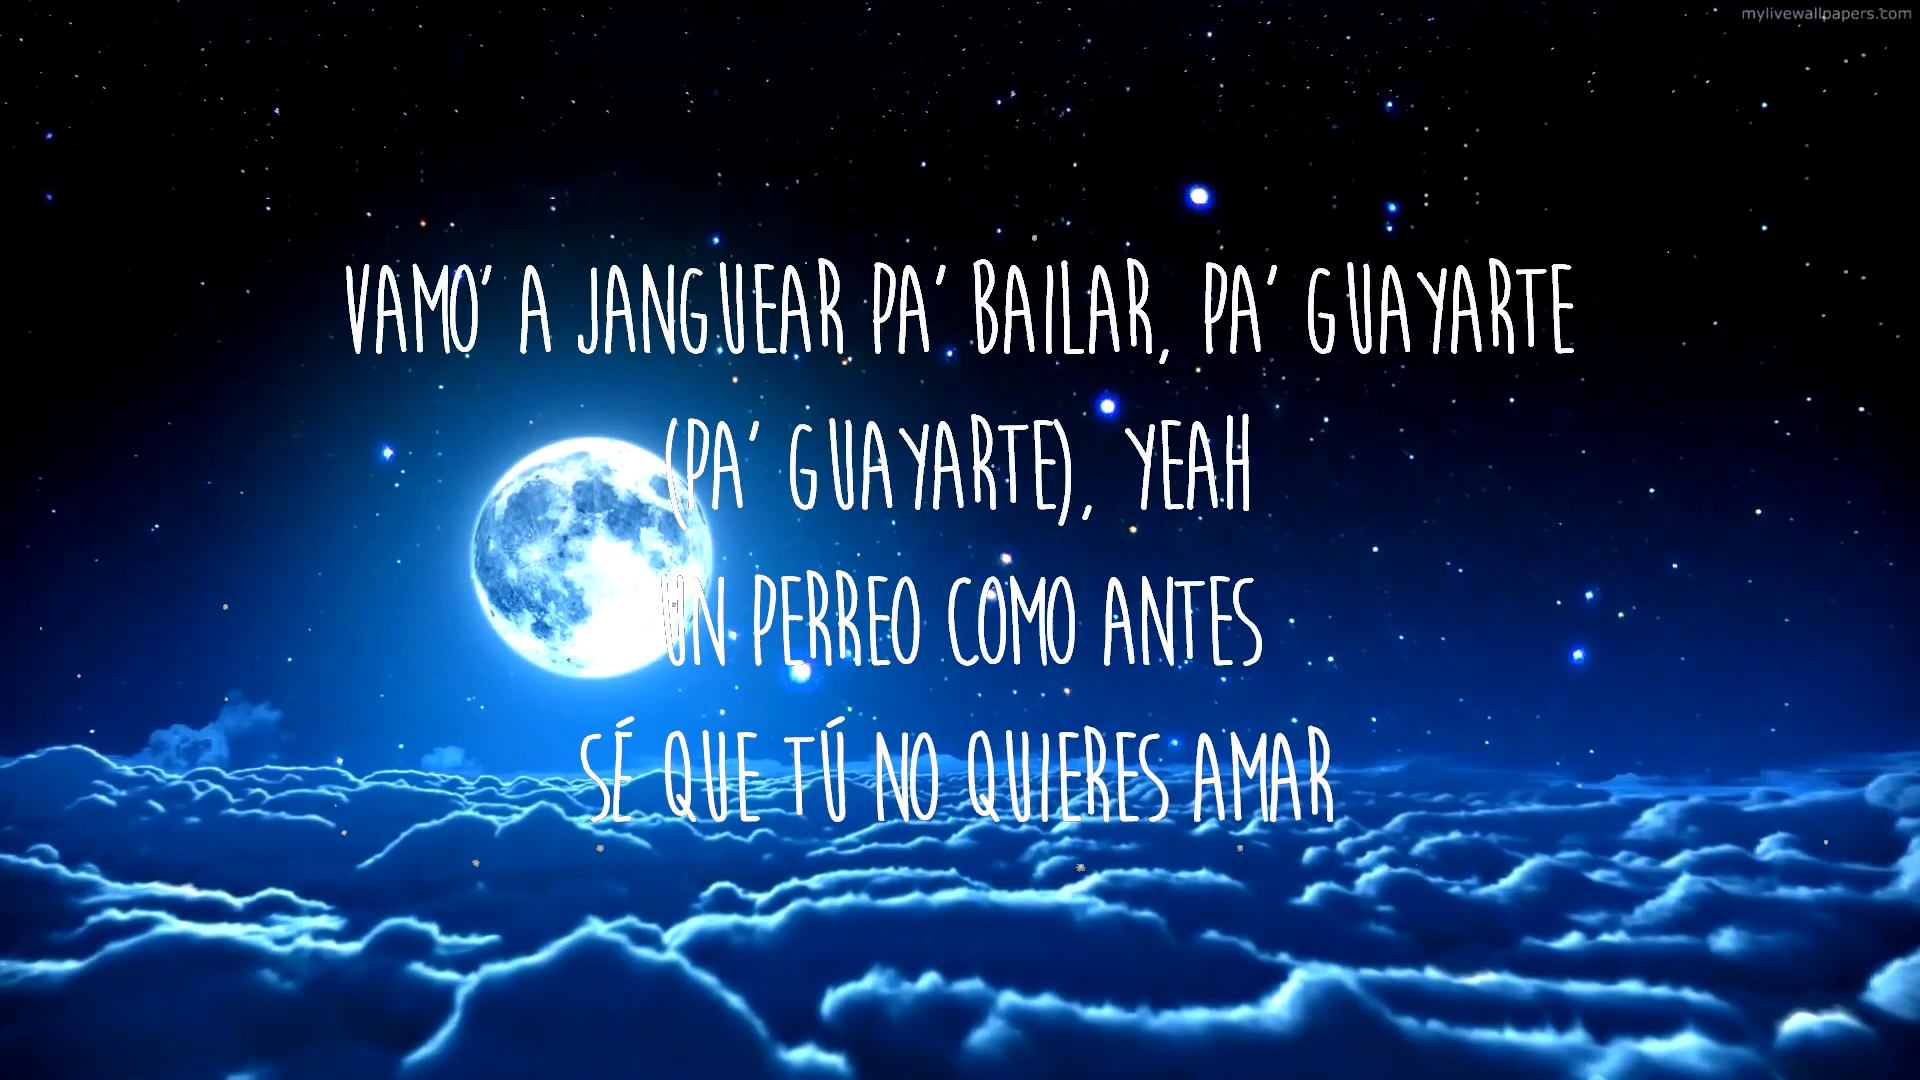 mylivewallpapers.com
VAMO' A JANGUEAR PA' BAILAR, PA' GUAYARTE
(PA' GUAYARTE), YEAH
UN PERREO COMO ANTES
SÉ QUE TÚ NO QUIERES AMAR